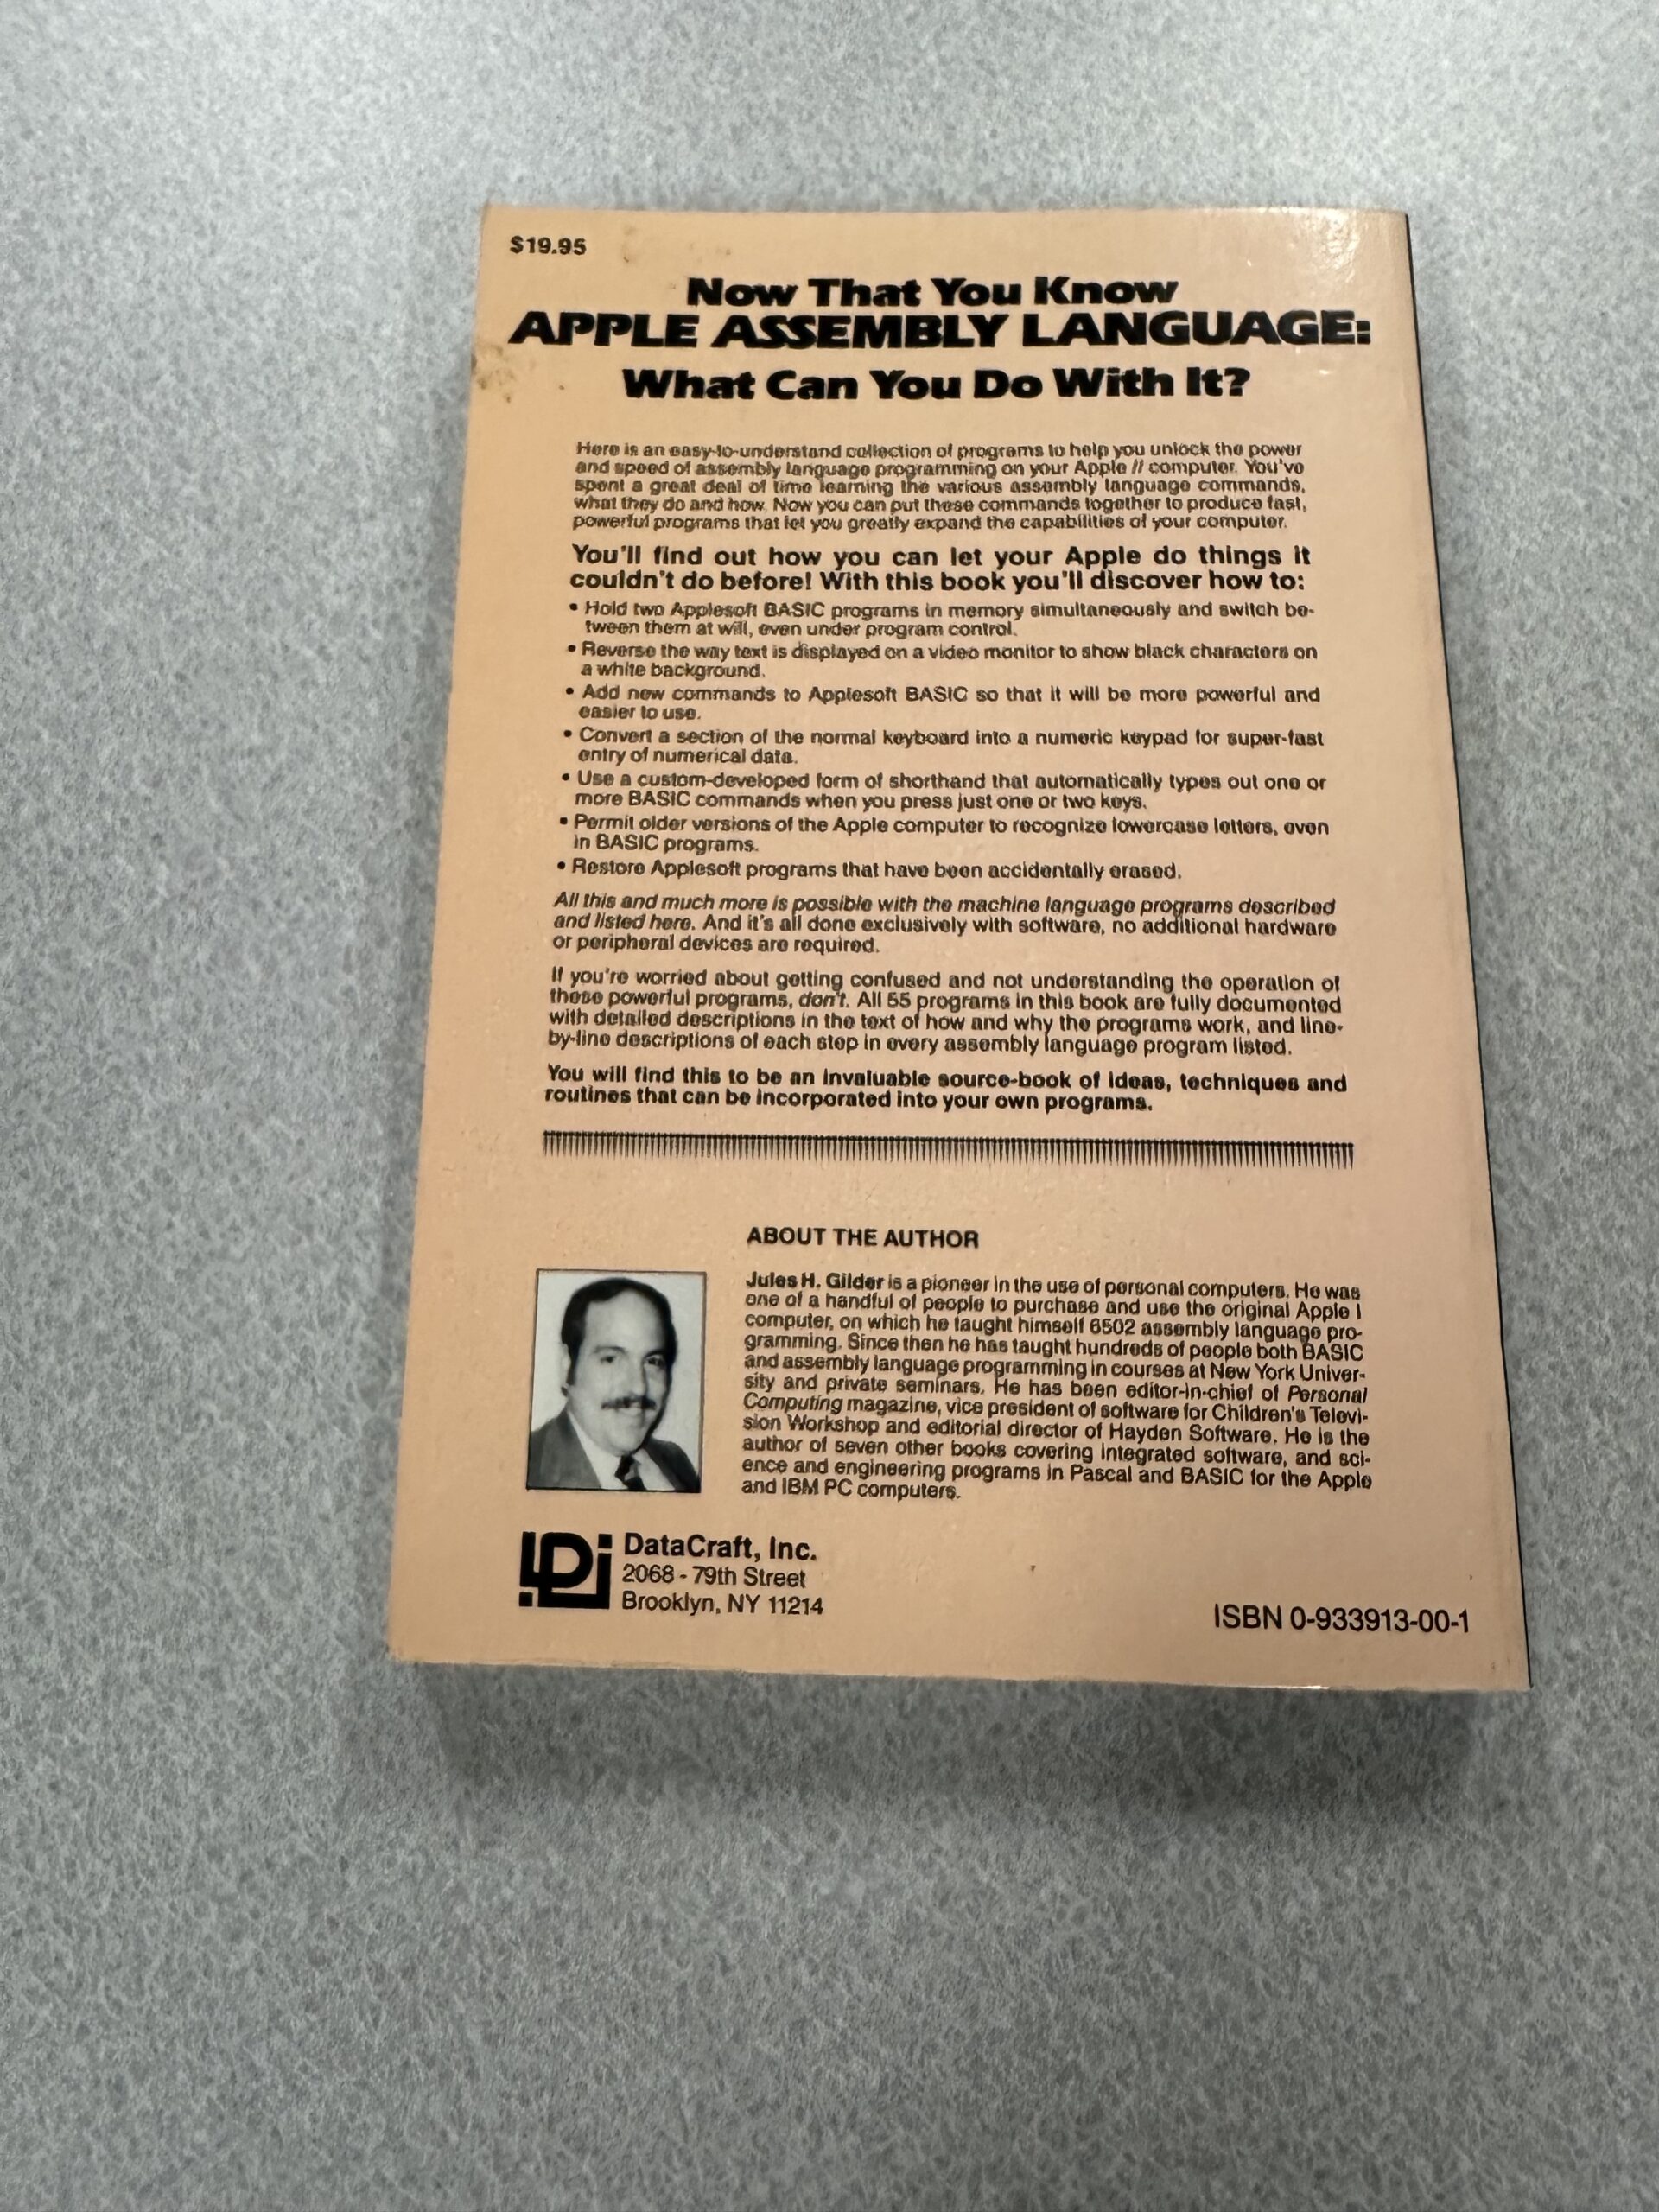 $19.95
Now That You Know
APPLE ASSEMBLY LANGUAGE:
What Can You Do With It?
Here is an easy-to-understand collection of programs to help you unlock the power
and speed of assembly language programming on your Apple // computer. You've
spent a great deal of time learning the various assembly language commands,
what they do and how. Now you can put these commands together to produce fast,
powerful programs that let you greatly expand the capabilities of your computer.
You'll find out how you can let your Apple do things it
couldn't do before! With this book you'll discover how to:
• Hold two Applesoft BASIC programs in memory simultaneously and switch be-
tween them at will, even under program control.
• Reverse the way text is displayed on a video monitor to show black characters on
a white background.
• Add new commands to Applesoft BASIC so that it will be more powerful and
easier to use.
• Convert a section of the normal keyboard into a numeric keypad for super-fast
entry of numerical data.
• Use a custom-developed form of shorthand that automatically types out one or
more BASIC commands when you press just one or two keys.
• Permit older versions of the Apple computer to recognize lowercase letters, even
in BASIC programs.
• Restore Applesoft programs that have been accidentally erased.
All this and much more is possible with the machine language programs described
and listed here. And it's all done exclusively with software, no additional hardware
or peripheral devices are required.
If you're worried about getting confused and not understanding the operation of
these powerful programs, don't. All 55 programs in this book are fully documented
with detailed descriptions in the text of how and why the programs work, and line-
by-line descriptions of each step in every assembly language program listed.
You will find this to be an invaluable source-book of ideas, techniques and
routines that can be incorporated into your own programs.
ABOUT THE AUTHOR
Jules H. Gilder is a pioneer in the use of personal computers. He was
one of a handful of people to purchase and use the original Apple I
computer, on which he taught himself 6502 assembly language pro-
gramming. Since then he has taught hundreds of people both BASIC
and assembly language programming in courses at New York Univer-
sity and private seminars. He has been editor-in-chief of Personal
Computing magazine, vice president of software for Children's Televi-
sion Workshop and editorial director of Hayden Software. He is the
author of seven other books covering integrated software, and sci-
ence and engineering programs in Pascal and BASIC for the Apple
and IBM PC computers.
DataCraft, Inc.
2068 - 79th Street
Brooklyn, NY 11214
ISBN 0-933913-00-1